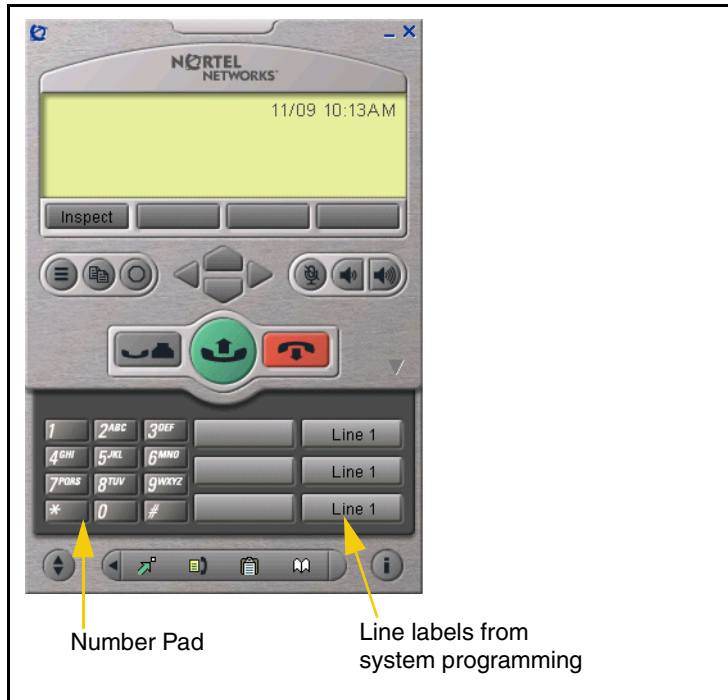 NORTEL
NETWORKS
11/09 10:13AM
Inspect
1 2ABC 3DEF Line 1
4GHI 5JKL 6MNO Line 1
7PQRS 8TUV 9WXYZ
* 0 # Line 1
i
Number Pad
Line labels from
system programming